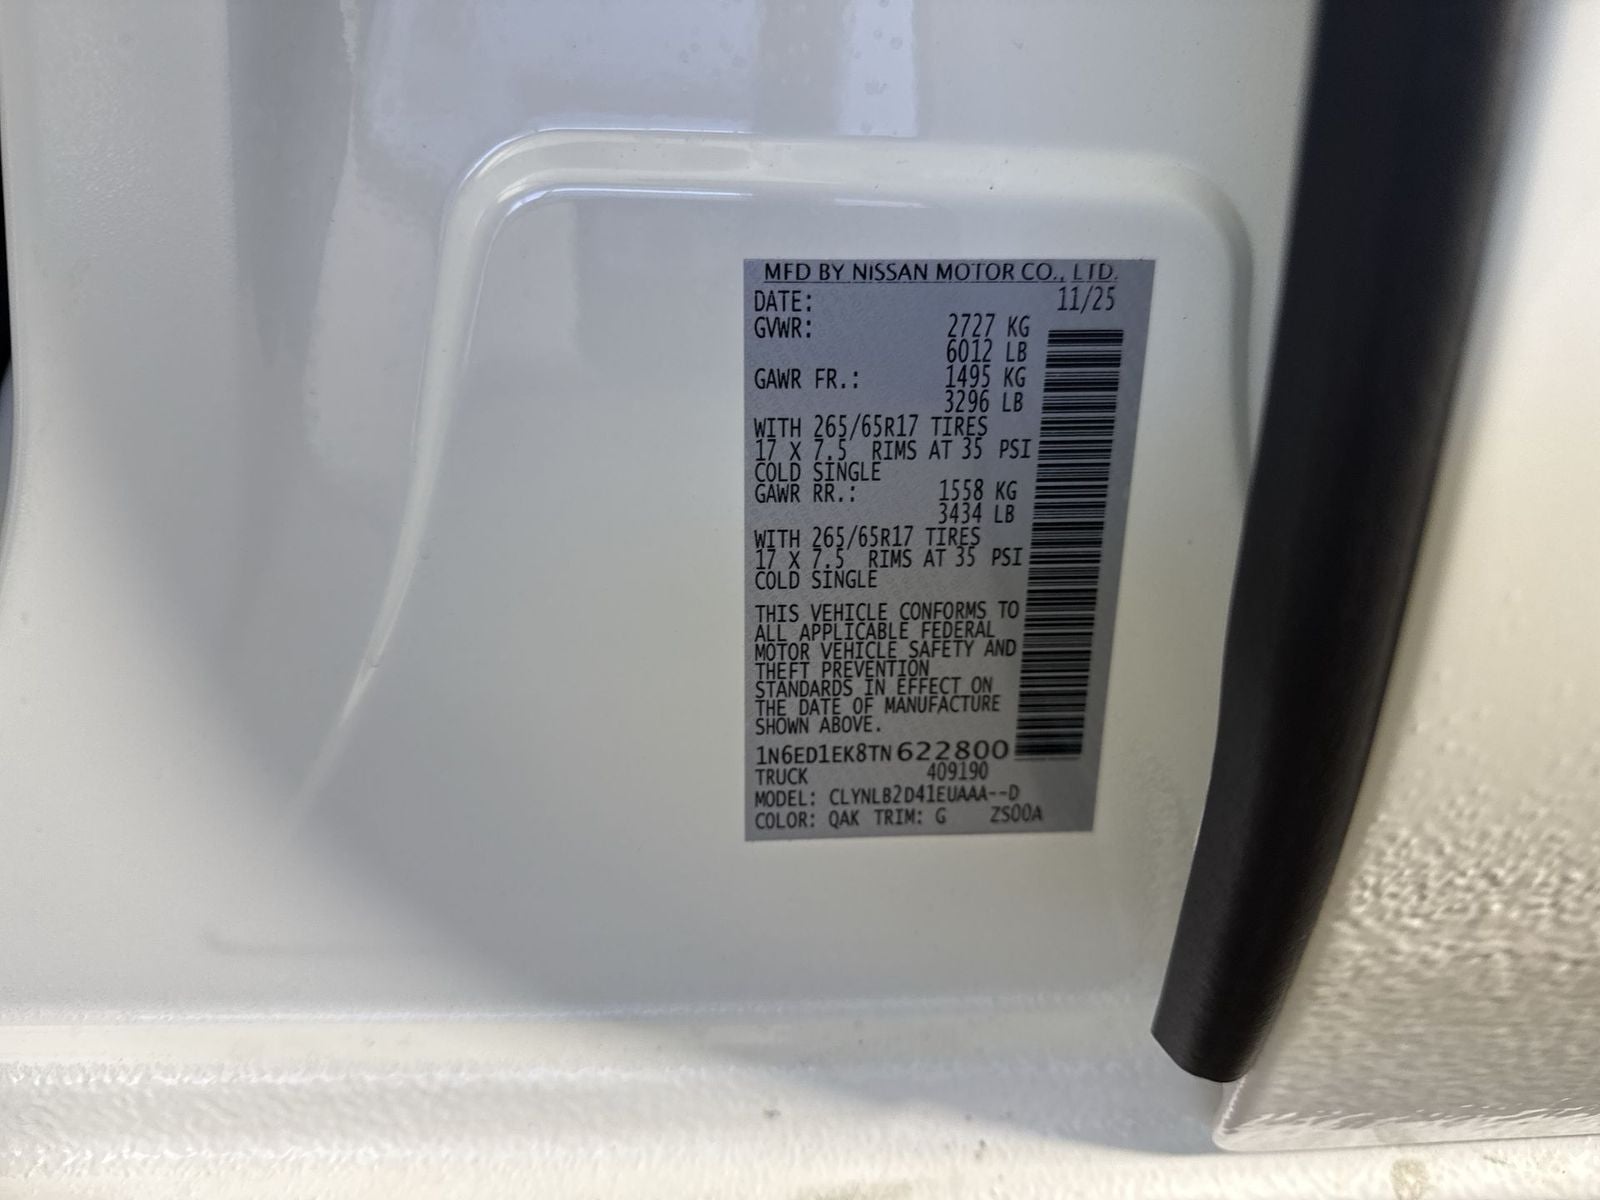 MFD BY NISSAN MOTOR CO., LTD.
DATE: 11/25
GVWR: 2727 KG
6012 LB
GAWR FR.: 1495 KG
3296 LB
WITH 265/65R17 TIRES
17 X 7.5 RIMS AT 35 PSI
COLD SINGLE
GAWR RR.: 1558 KG
3434 LB
WITH 265/65R17 TIRES
17 X 7.5 RIMS AT 35 PSI
COLD SINGLE
THIS VEHICLE CONFORMS TO
ALL APPLICABLE FEDERAL
MOTOR VEHICLE SAFETY AND
THEFT PREVENTION
STANDARDS IN EFFECT ON
THE DATE OF MANUFACTURE
SHOWN ABOVE.
1N6ED1EK8TN622800
TRUCK 409190
MODEL: CLYNLB2D41EUAAA--D
COLOR: QAK TRIM: G ZS00A